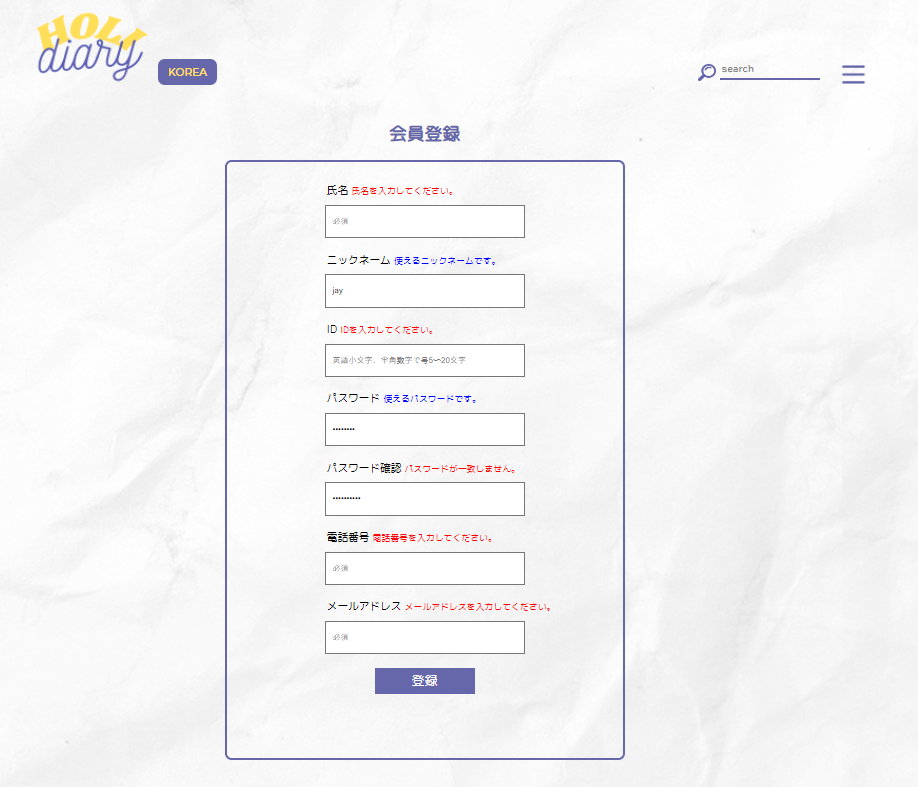 HOLI
diary
KOREA
search
会員登録
氏名 氏名を入力してください。
必須
ニックネーム 使えるニックネームです。
jay
ID IDを入力してください。
英語小文字、半角数字で号5～20文字
パスワード 使えるパスワードです。
••••••••
パスワード確認 パスワードが一致しません。
••••••••••
電話番号 電話番号を入力してください。
必須
メールアドレス メールアドレスを入力してください。
必須
登録